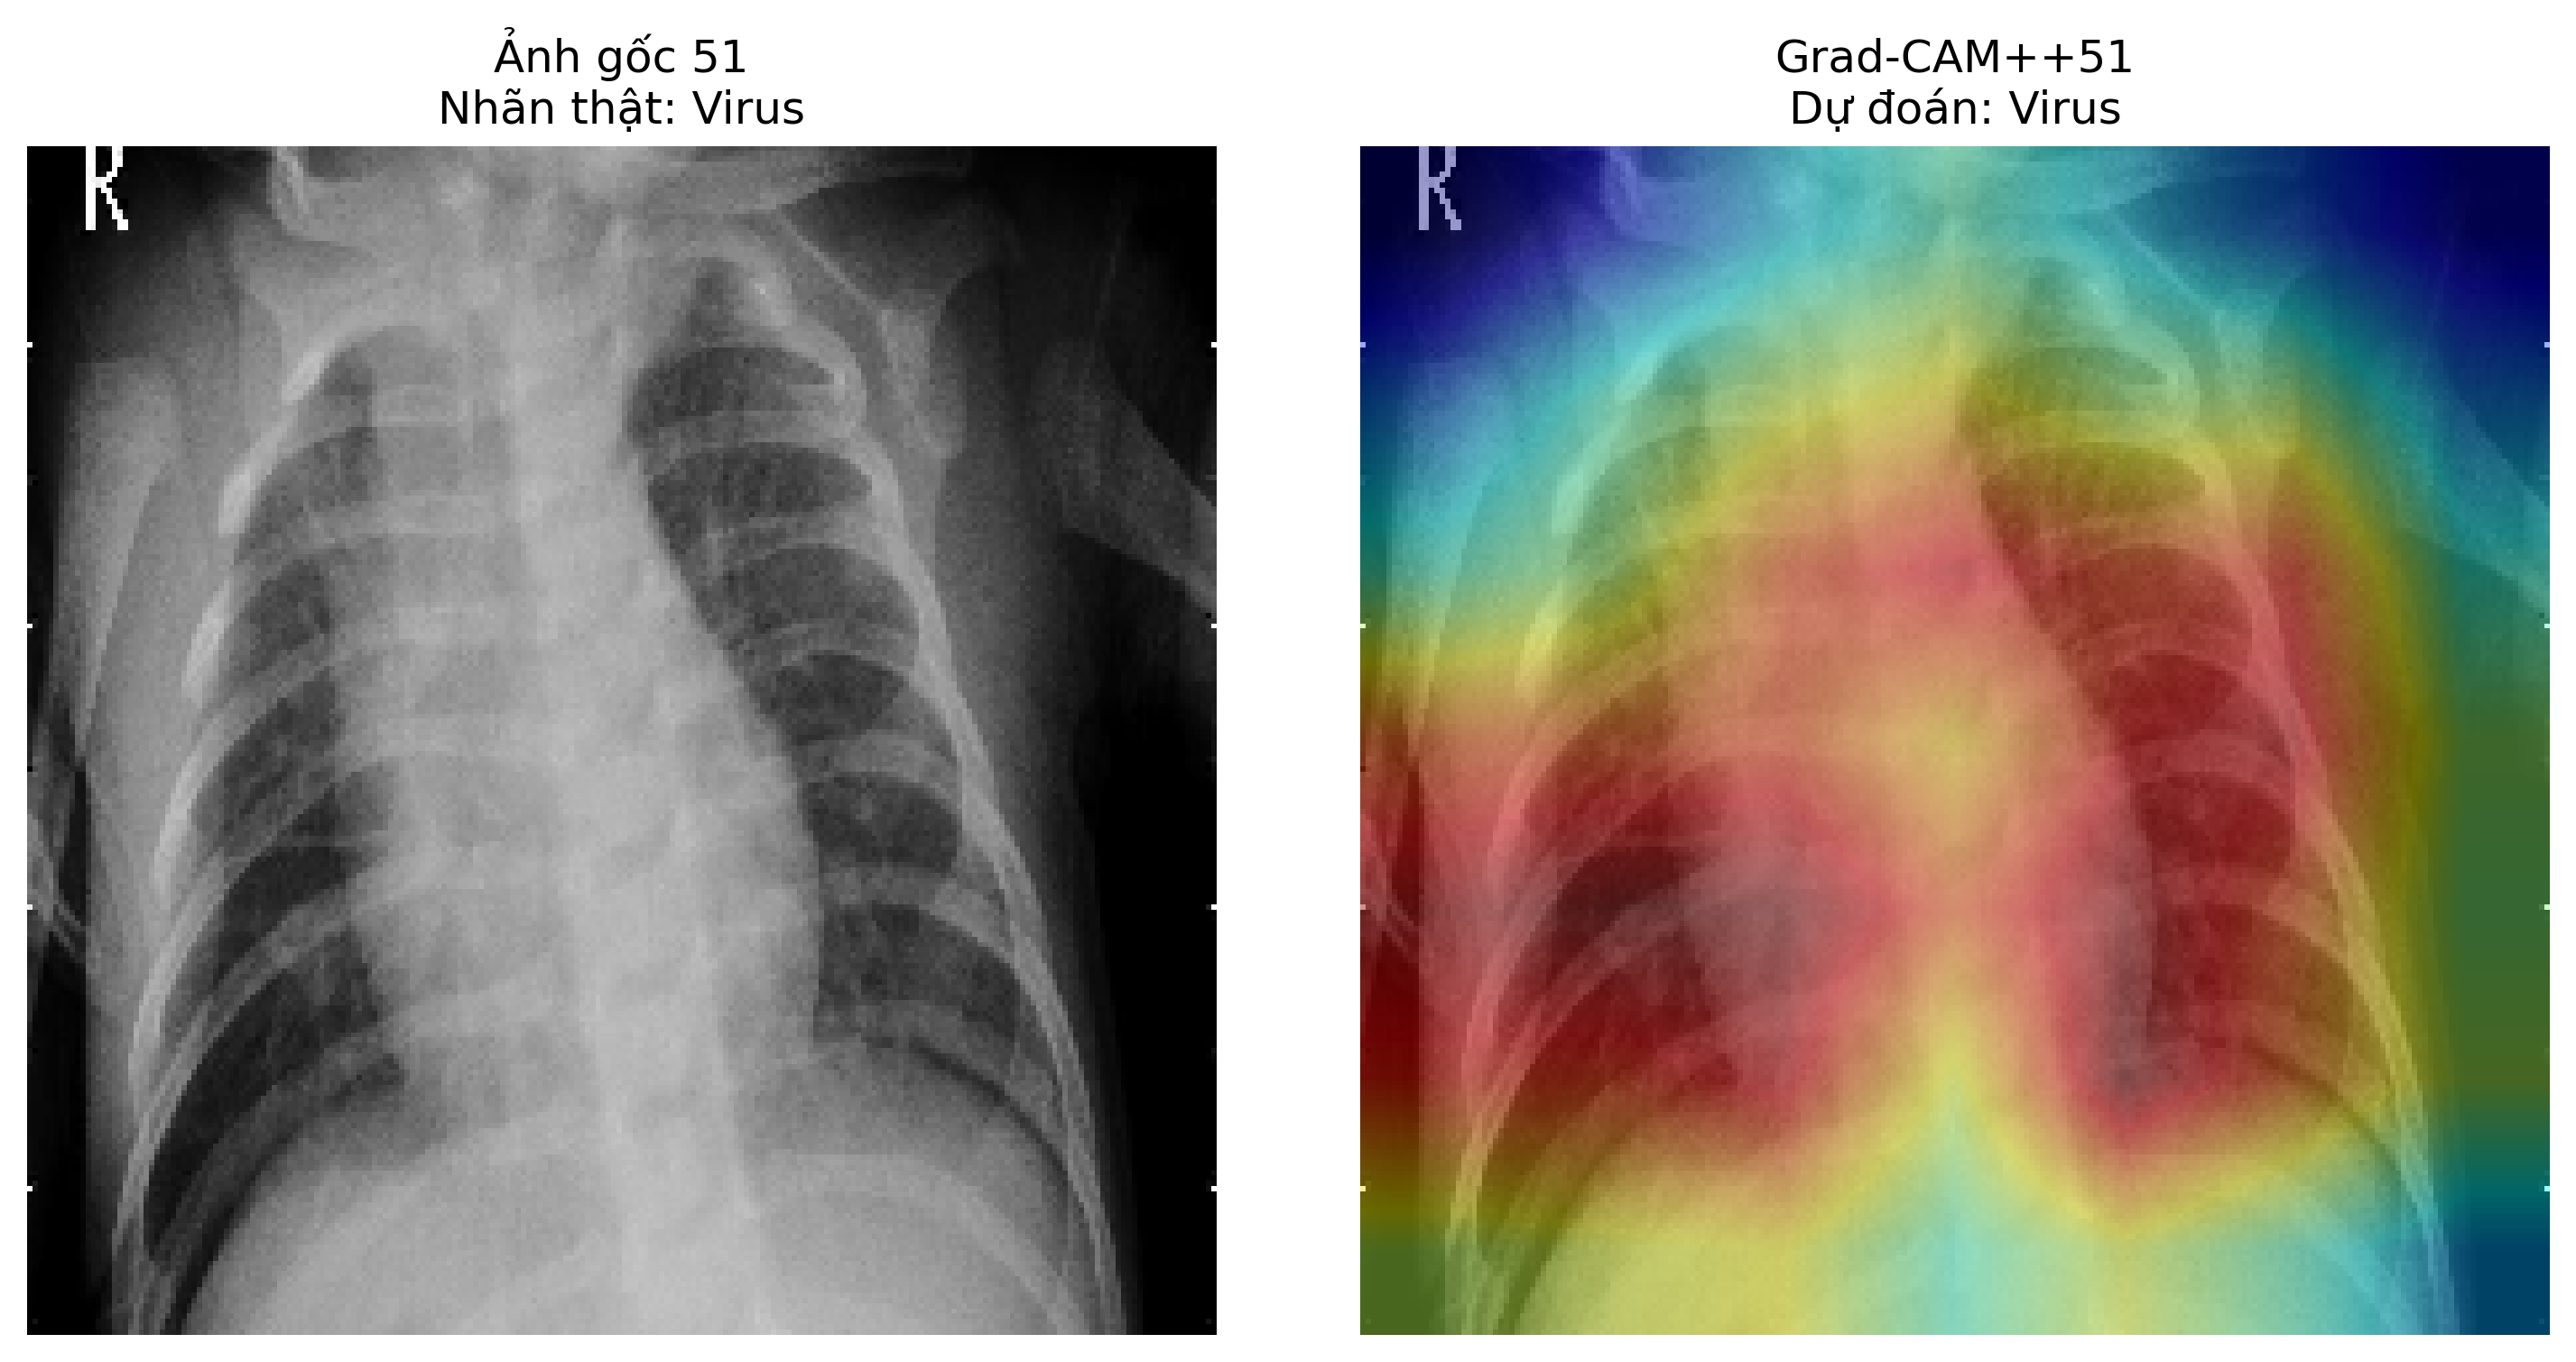 Ảnh gốc 51
Nhãn thật: Virus
Grad-CAM++51
Dự đoán: Virus
R
R